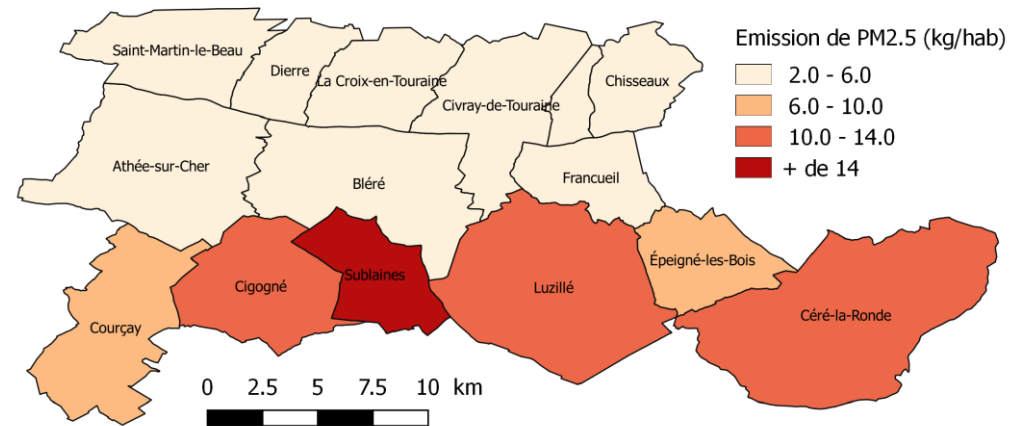 Emission de PM2.5 (kg/hab)
2.0 - 6.0
6.0 - 10.0
10.0 - 14.0
+ de 14
Saint-Martin-le-Beau
Dierre
La Croix-en-Touraine
Civray-de-Touraine
Chisseaux
Athée-sur-Cher
Bléré
Francueil
Épeigné-les-Bois
Sublaines
Cigogné
Luzillé
Céré-la-Ronde
Courçay
0 2.5 5 7.5 10 km